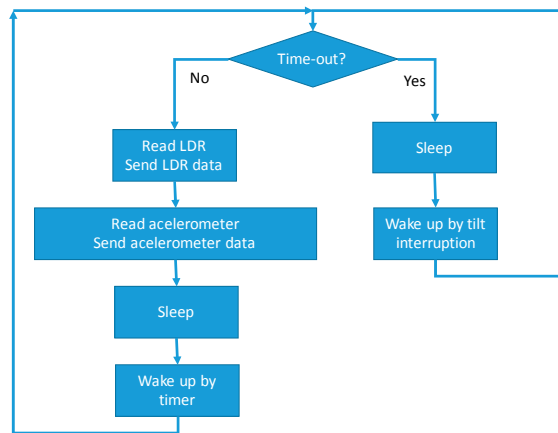 Time-out?
No
Yes
Read LDR
Send LDR data
Sleep
Read acelerometer
Send acelerometer data
Wake up by tilt
interruption
Sleep
Wake up by
timer